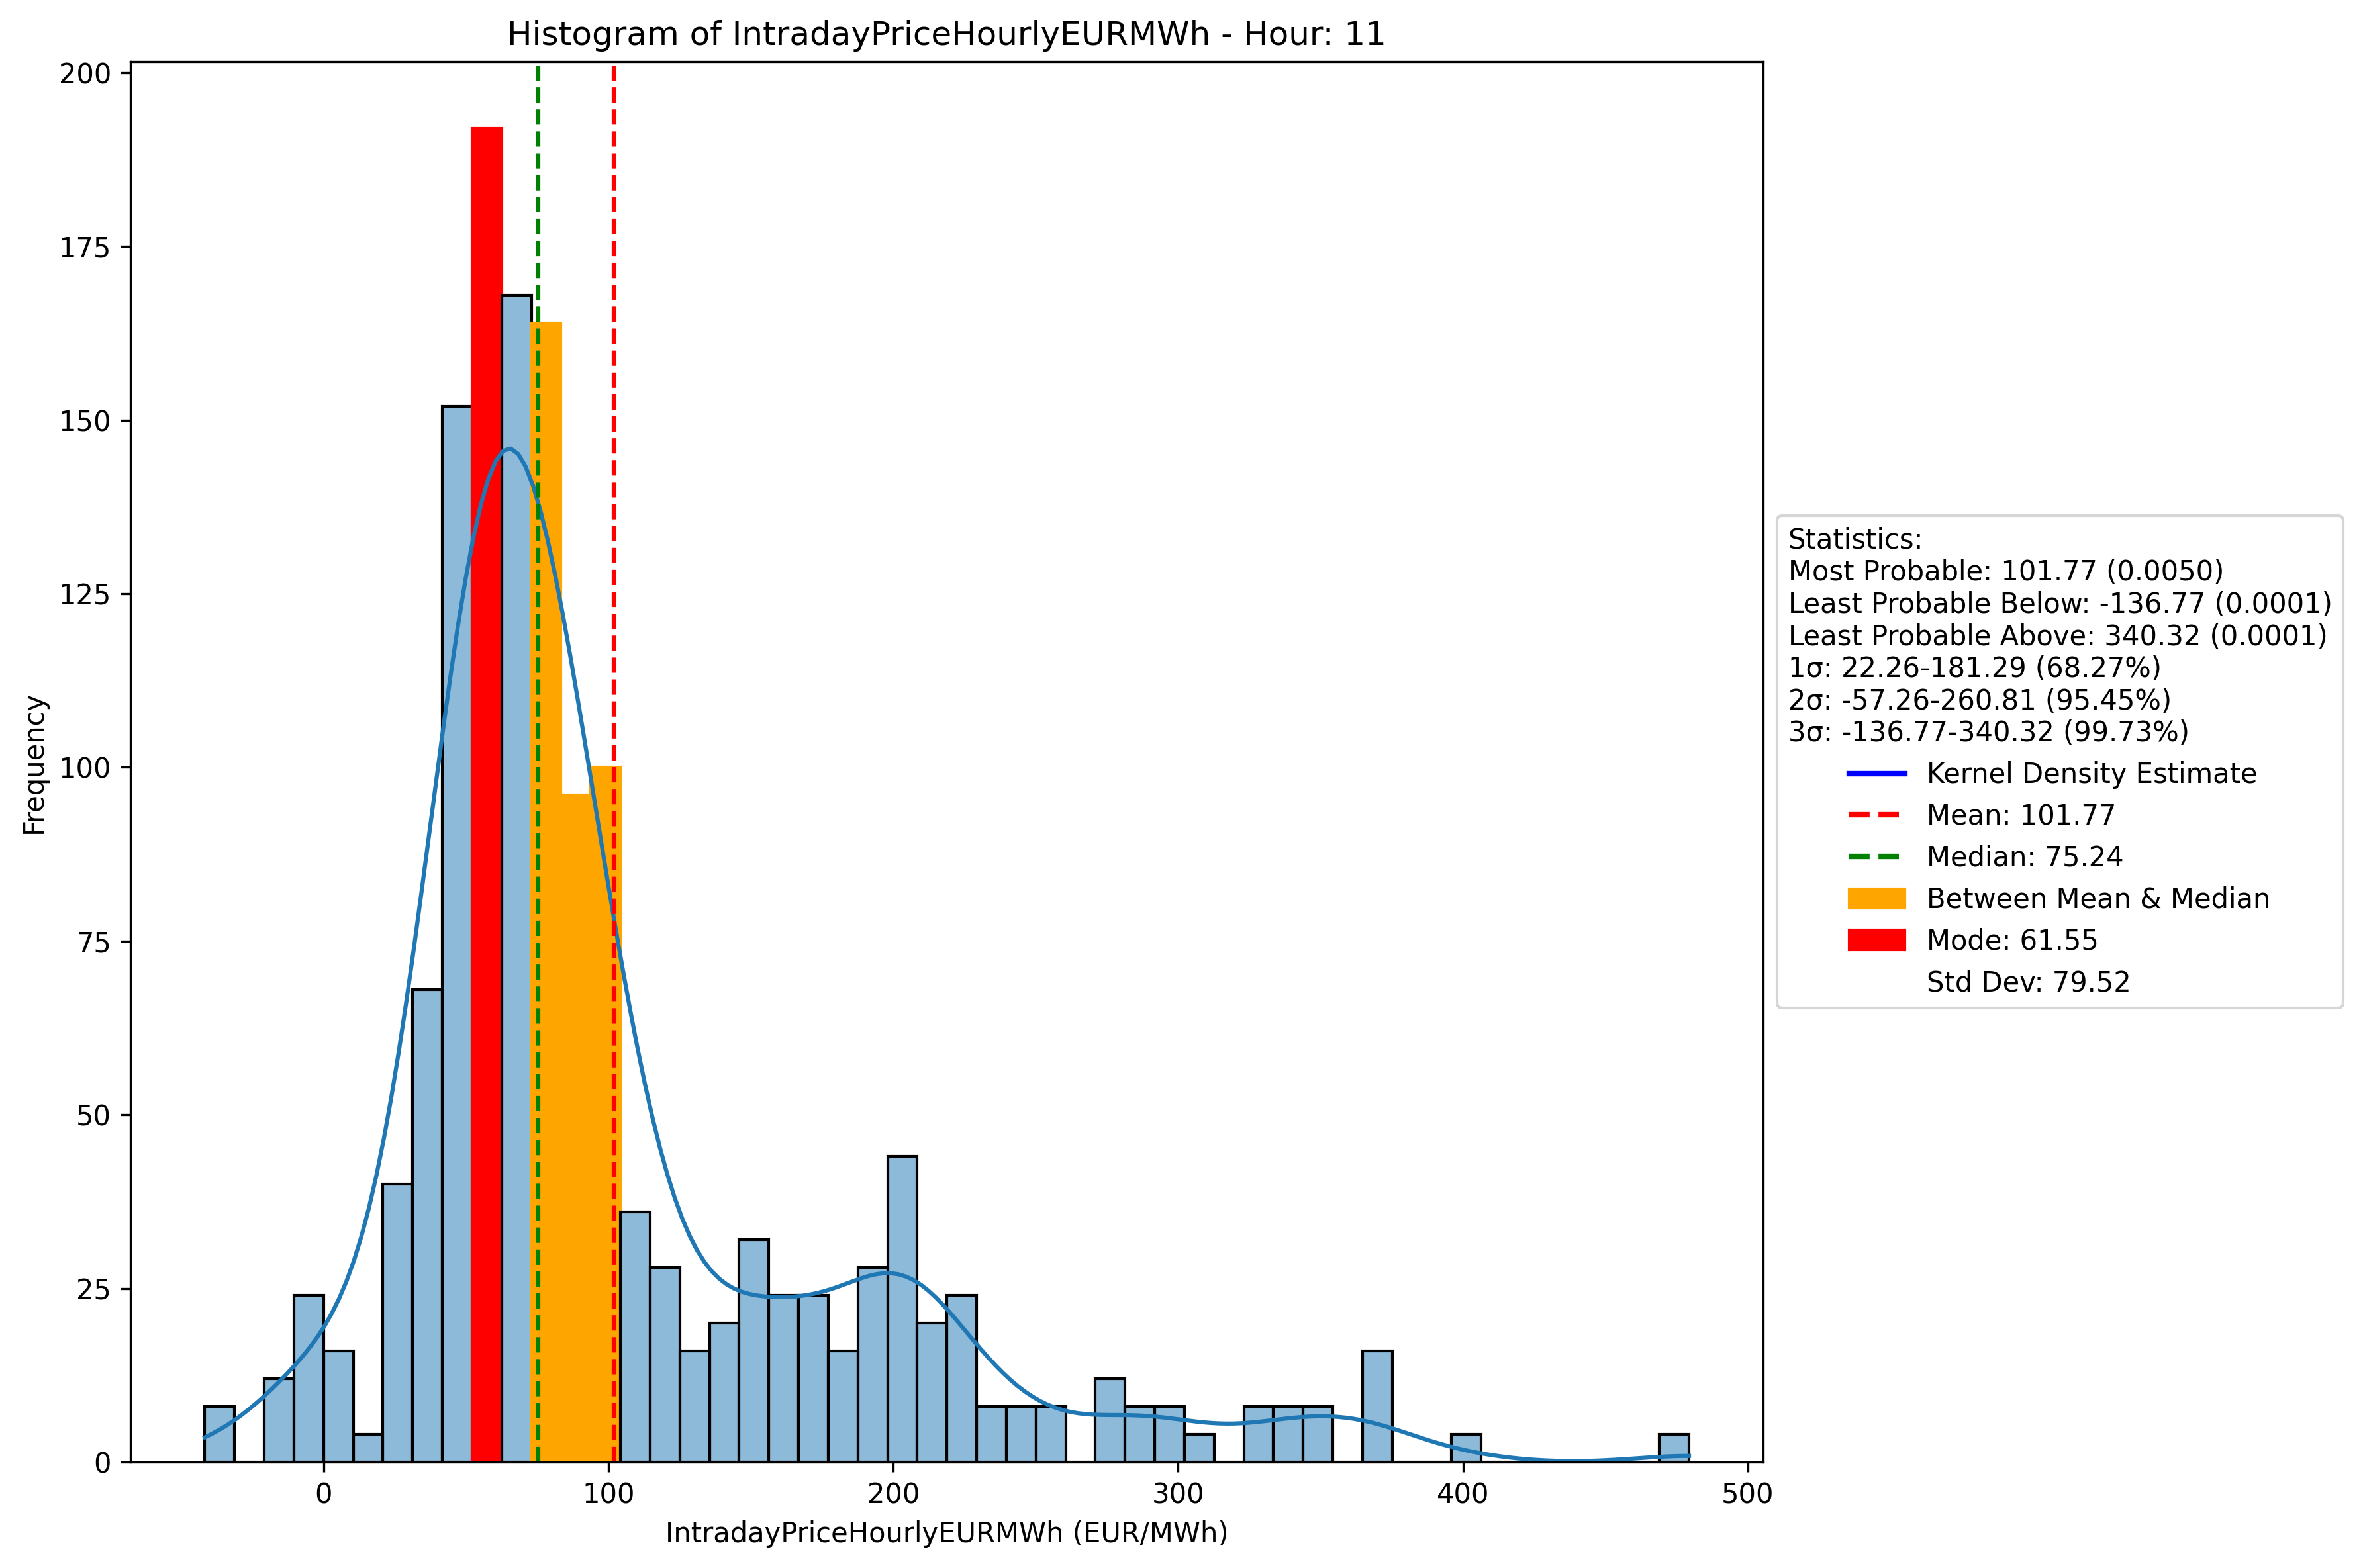 Histogram of IntradayPriceHourlyEURMWh - Hour: 11
200
175
150
125
100
75
50
25
0
Frequency
0
100
200
300
400
500
IntradayPriceHourlyEURMWh (EUR/MWh)
Statistics:
Most Probable: 101.77 (0.0050)
Least Probable Below: -136.77 (0.0001)
Least Probable Above: 340.32 (0.0001)
1σ: 22.26-181.29 (68.27%)
2σ: -57.26-260.81 (95.45%)
3σ: -136.77-340.32 (99.73%)
Kernel Density Estimate
Mean: 101.77
Median: 75.24
Between Mean & Median
Mode: 61.55
Std Dev: 79.52